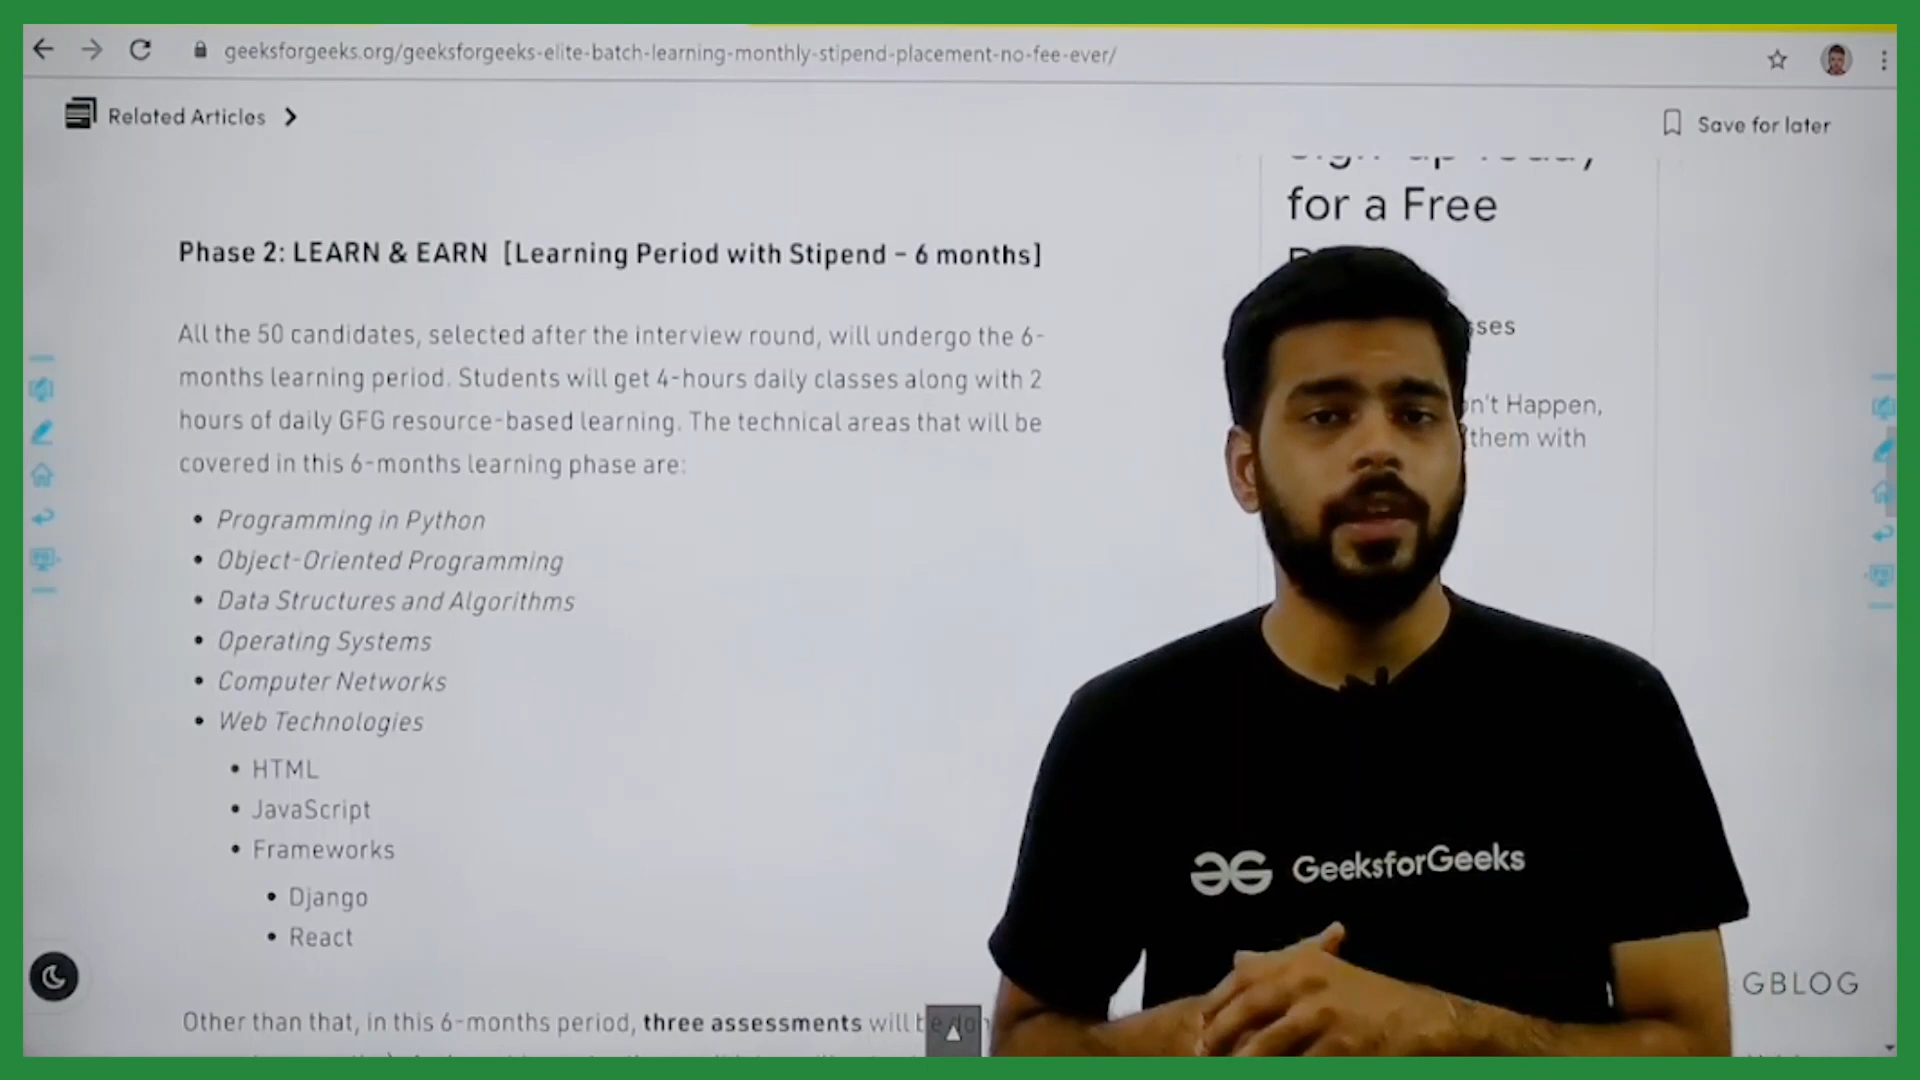 geeksforgeeks.org/geeksforgeeks-elite-batch-learning-monthly-stipend-placement-no-fee-ever/
Related Articles
Save for later
for a Free
Phase 2: LEARN & EARN [Learning Period with Stipend – 6 months]
All the 50 candidates, selected after the interview round, will undergo the 6-
months learning period. Students will get 4-hours daily classes along with 2
hours of daily GFG resource-based learning. The technical areas that will be
covered in this 6-months learning phase are:
n't Happen,
them with
• Programming in Python
• Object-Oriented Programming
• Data Structures and Algorithms
• Operating Systems
• Computer Networks
• Web Technologies
• HTML
• JavaScript
• Frameworks
• Django
• React
Other than that, in this 6-months period, three assessments will
GeeksforGeeks
GBLOG